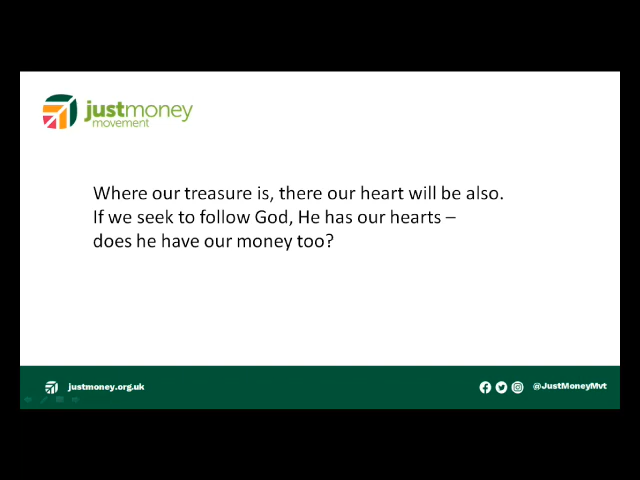 justmoney
movement
Where our treasure is, there our heart will be also.
If we seek to follow God, He has our hearts –
does he have our money too?
justmoney.org.uk
@JustMoneyMvt